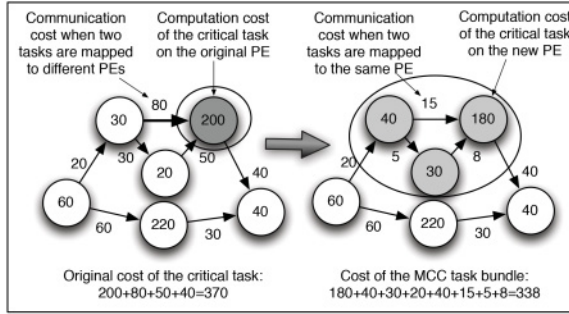 Communication
cost when two
tasks are mapped
to different PEs
Computation cost
of the critical task
on the original PE
80
30
200
20
30
50
20
40
60
220
40
60
30
Original cost of the critical task:
200+80+50+40=370
Communication
cost when two
tasks are mapped
to the same PE
Computation cost
of the critical task
on the new PE
15
40
180
20
5
8
30
40
60
220
40
60
30
Cost of the MCC task bundle:
180+40+30+20+40+15+5+8=338